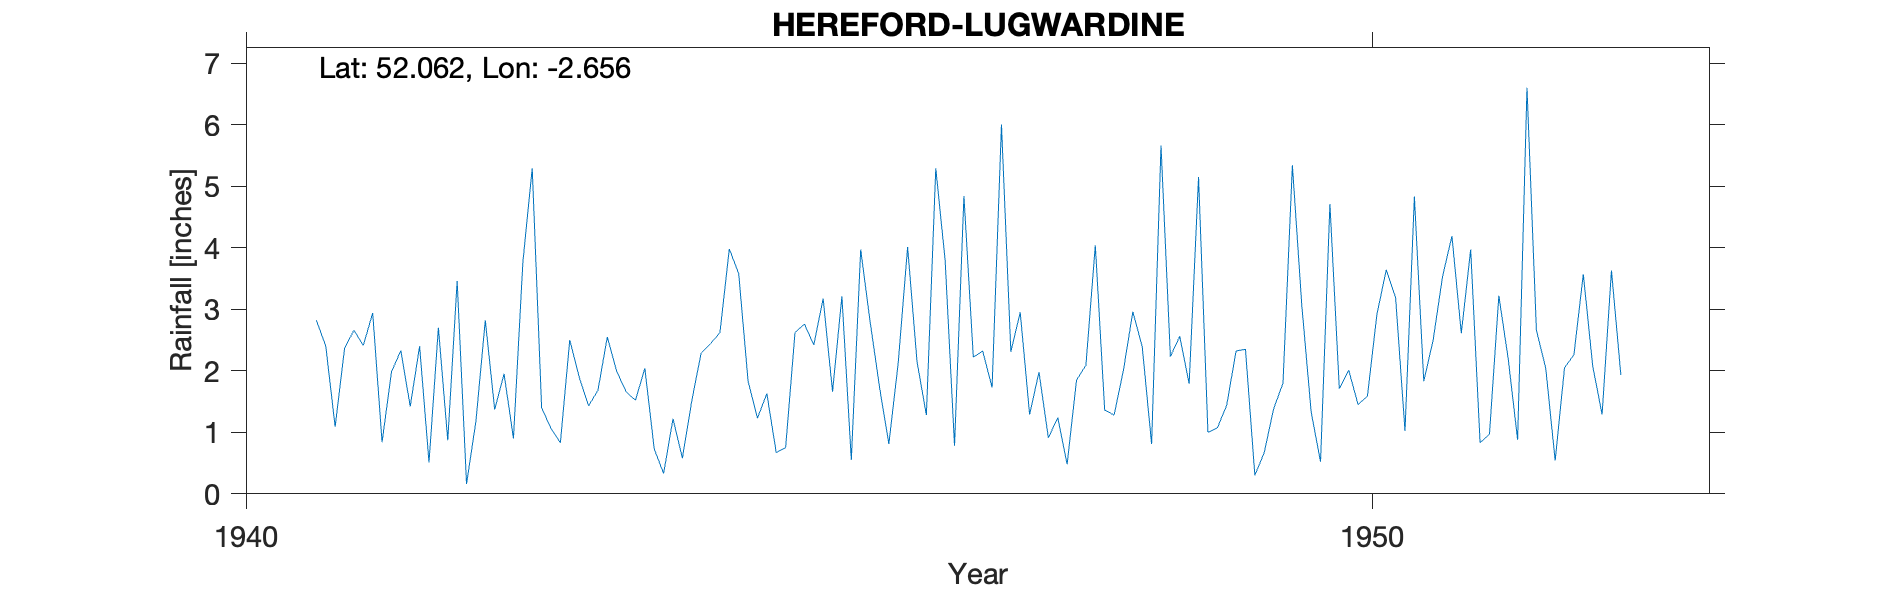 HEREFORD-LUGWARDINE
Lat: 52.062, Lon: -2.656
7
6
5
4
3
2
1
0
Rainfall [inches]
1940
1950
Year